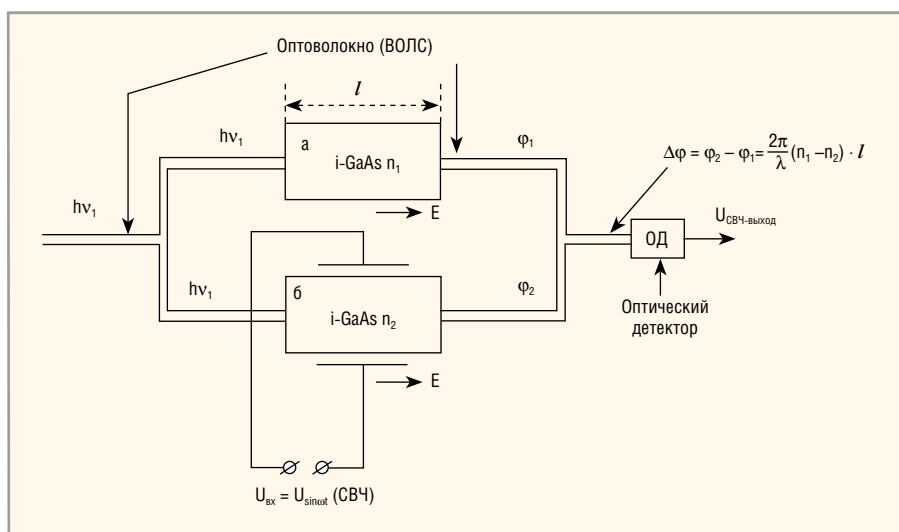 Оптоволокно (ВОЛС)
l
hν₁
а
i-GaAs n₁
φ₁
Δφ = φ₂ – φ₁= 2π/λ (n₁ –n₂) · l
E
hν₁
U СВЧ-выход
ОД
hν₁
б
i-GaAs n₂
φ₂
Оптический
детектор
E
Uвх = Usinωt (СВЧ)